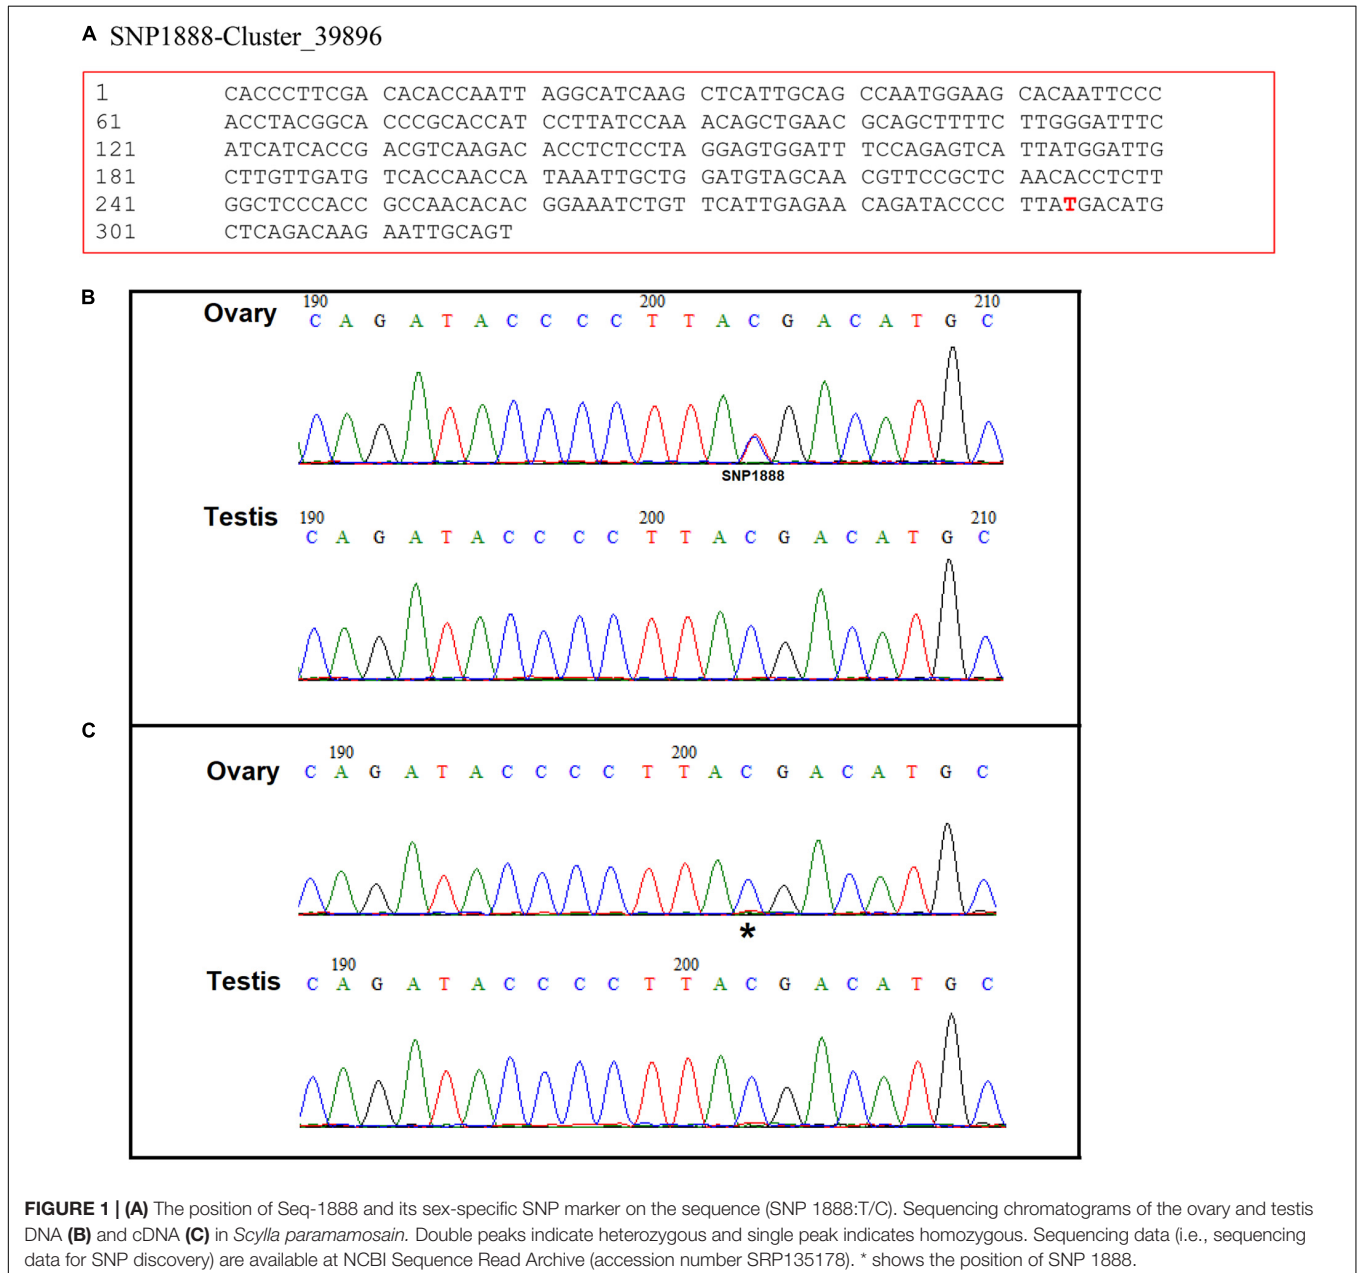 A SNP1888-Cluster_39896
1 CACCCTTCGA CACACCAATT AGGCATCAAG CTCATTGCAG CCAATGGAAG CACAATTCCC
61 ACCTACGGCA CCCGCACCAT CCTTATCCAA ACAGCTGAAC GCAGCTTTTC TTGGGATTTC
121 ATCATCACCG ACGTCAAGAC ACCTCTCCTA GGAGTGGATT TCCAGAGTCA TTATGGATTG
181 CTTGTTGATG TCACCAACCA TAAATTGCTG GATGTAGCAA CGTTCCGCTC AACACCTCTT
241 GGCTCCCACC GCCAACACAC GGAAATCTGT TCATTGAGAA CAGATACCCC TTATGACATG
301 CTCAGACAAG AATTGCAGT
B
190 200 210
Ovary C A G A T A C C C C T T A C G A C A T G C
SNP1888
190 200 210
Testis C A G A T A C C C C T T A C G A C A T G C
C
190 200
Ovary C A G A T A C C C C T T A C G A C A T G C
*
190 200
Testis C A G A T A C C C C T T A C G A C A T G C
FIGURE 1 | (A) The position of Seq-1888 and its sex-specific SNP marker on the sequence (SNP 1888:T/C). Sequencing chromatograms of the ovary and testis
DNA (B) and cDNA (C) in Scylla paramamosain. Double peaks indicate heterozygous and single peak indicates homozygous. Sequencing data (i.e., sequencing
data for SNP discovery) are available at NCBI Sequence Read Archive (accession number SRP135178). * shows the position of SNP 1888.